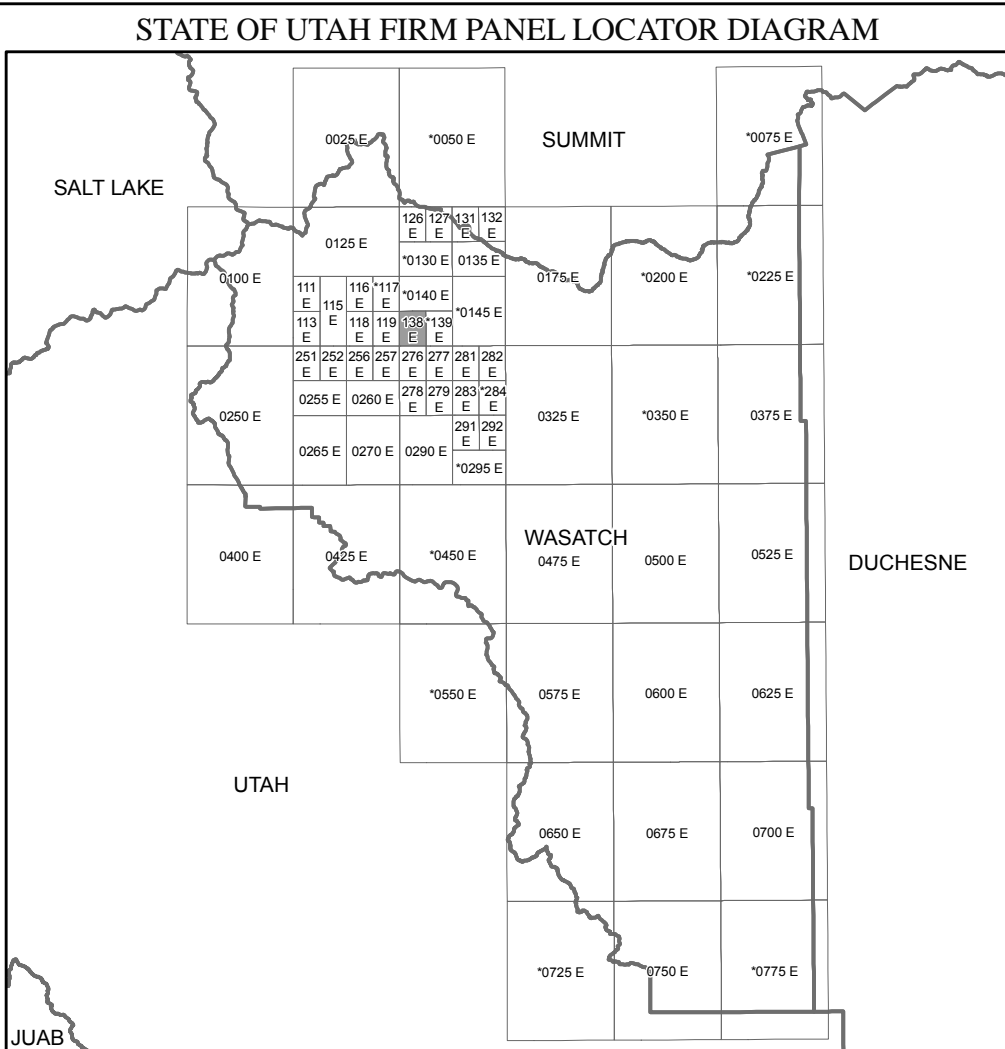 STATE OF UTAH FIRM PANEL LOCATOR DIAGRAM
0025 E
*0050 E
SUMMIT
*0075 E
SALT LAKE
126 E
127 E
131 E
132 E
0125 E
*0130 E
0135 E
0100 E
0175 E
*0200 E
*0225 E
111 E
115 E
116 E
*117 E
*0140 E
*0145 E
113 E
118 E
119 E
138 E
*139 E
251 E
252 E
256 E
257 E
276 E
277 E
281 E
282 E
0250 E
0255 E
0260 E
278 E
279 E
283 E
*284 E
0325 E
*0350 E
0375 E
0265 E
0270 E
0290 E
291 E
292 E
*0295 E
WASATCH
0400 E
0425 E
*0450 E
0475 E
0500 E
0525 E
DUCHESNE
*0550 E
0575 E
0600 E
0625 E
UTAH
0650 E
0675 E
0700 E
*0725 E
0750 E
*0775 E
JUAB